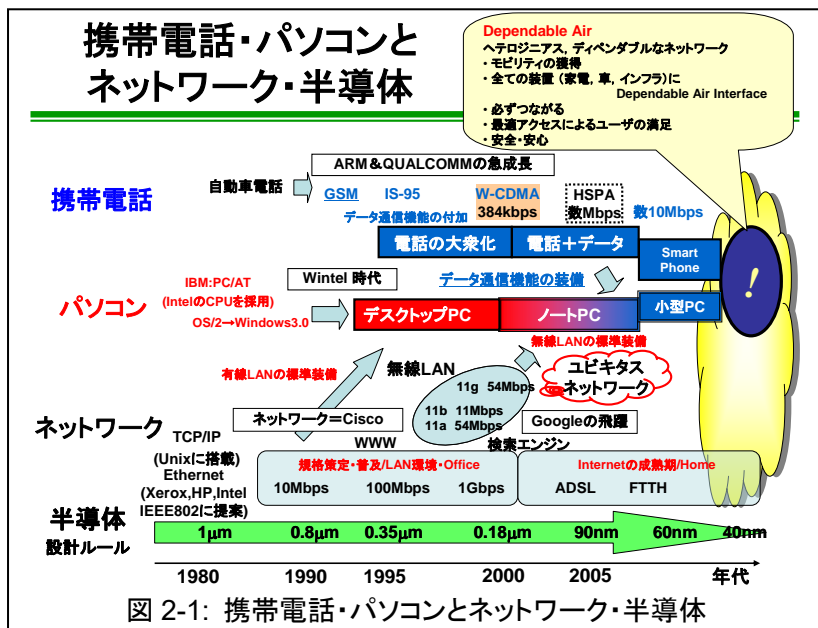 携帯電話・パソコンと
ネットワーク・半導体
Dependable Air
ヘテロジニアス、ディペンダブルなネットワーク
・モビリティの獲得
・全ての装置（家電，車，インフラ）に
Dependable Air Interface
・必ずつながる
・最適アクセスによるユーザの満足
・安全・安心
ARM＆QUALCOMMの急成長
自動車電話
携帯電話
GSM
IS-95
W-CDMA
384kbps
HSPA
数Mbps
数10Mbps
データ通信機能の付加
電話の大衆化
電話＋データ
Smart
Phone
!
IBM:PC/AT
(IntelのCPUを採用)
OS/2→Windows3.0
Wintel 時代
データ通信機能の装備
パソコン
デスクトップPC
ノートPC
小型PC
有線LANの標準装備
無線LAN
無線LANの標準装備
11g 54Mbps
11b 11Mbps
11a 54Mbps
ユビキタス
ネットワーク
ネットワーク
ネットワーク＝Cisco
Googleの飛躍
TCP/IP
(Unixに搭載)
Ethernet
(Xerox,HP,Intel
IEEE802に提案)
WWW
検索エンジン
規格策定・普及/LAN環境・Office
10Mbps 100Mbps 1Gbps
Internetの成熟期/Home
ADSL FTTH
半導体
設計ルール
1μm 0.8μm 0.35μm 0.18μm 90nm 60nm 40nm
1980 1990 1995 2000 2005 年代
図 2-1: 携帯電話・パソコンとネットワーク・半導体